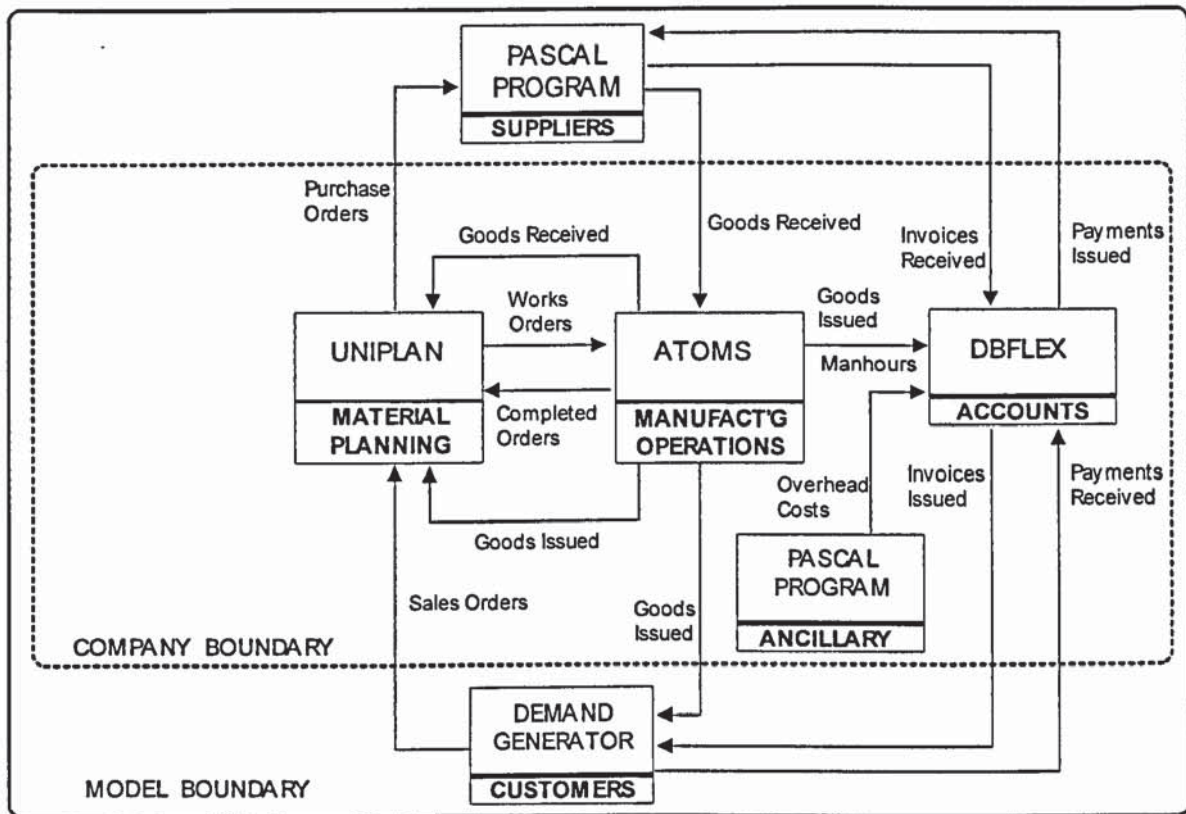 PASCAL
PROGRAM
SUPPLIERS
Purchase
Orders
Goods Received
Goods Received
Invoices
Received
Payments
Issued
Works
Orders
Goods
Issued
UNIPLAN
ATOMS
DBFLEX
Manhours
MATERIAL
PLANNING
Completed
Orders
MANUFACT'G
OPERATIONS
ACCOUNTS
Overhead
Costs
Invoices
Issued
Payments
Received
Goods Issued
PASCAL
PROGRAM
ANCILLARY
Sales Orders
Goods
Issued
COMPANY BOUNDARY
DEMAND
GENERATOR
CUSTOMERS
MODEL BOUNDARY